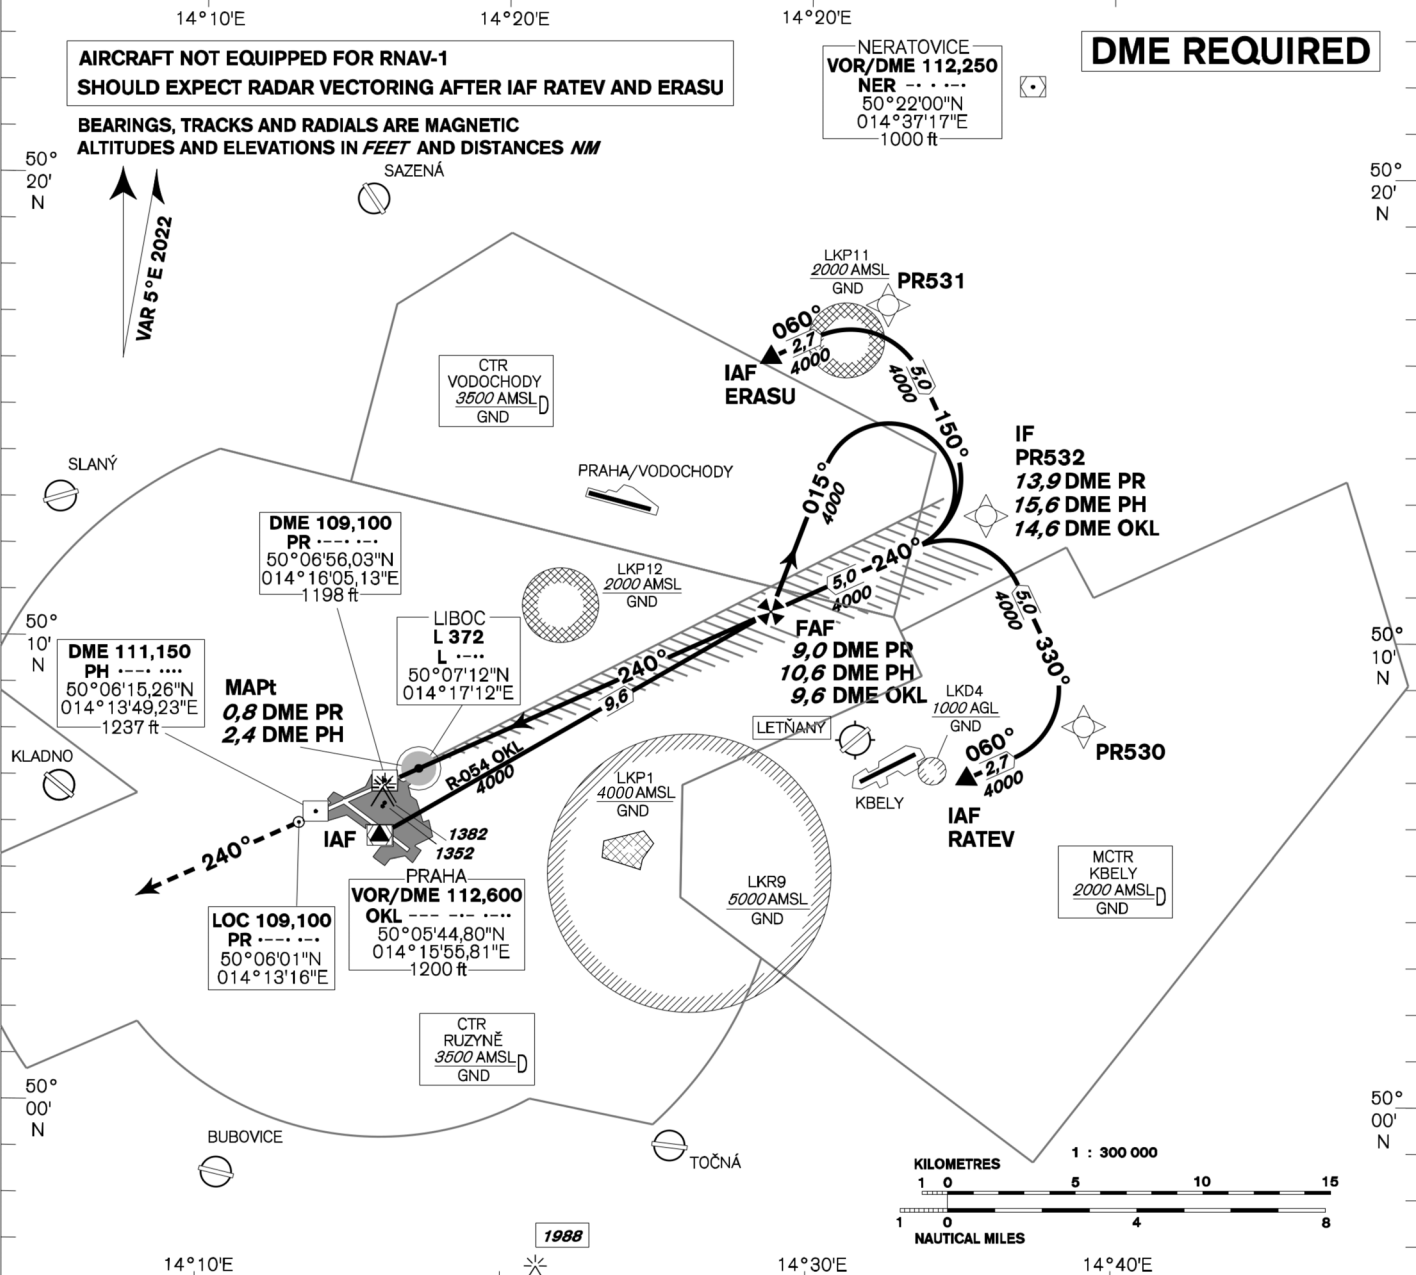 14°10'E
14°20'E
14°20'E
AIRCRAFT NOT EQUIPPED FOR RNAV-1
SHOULD EXPECT RADAR VECTORING AFTER IAF RATEV AND ERASU
BEARINGS, TRACKS AND RADIALS ARE MAGNETIC
ALTITUDES AND ELEVATIONS IN FEET AND DISTANCES NM
NERATOVICE
VOR/DME 112,250
NER –· · ·–·
50°22'00"N
014°37'17"E
1000 ft
DME REQUIRED
50°
20'
N
50°
20'
N
VAR 5°E 2022
SAZENÁ
LKP11
2000 AMSL
GND
PR531
060°
2,7
4000
IAF
ERASU
5,0
4000
150°
CTR
VODOCHODY
3500 AMSL
GND
D
IF
PR532
13,9 DME PR
15,6 DME PH
14,6 DME OKL
SLANÝ
PRAHA/VODOCHODY
015°
4000
DME 109,100
PR ·––· ·–·
50°06'56,03"N
014°16'05,13"E
1198 ft
LKP12
2000 AMSL
GND
240°
5,0
4000
5,0
4000
330°
50°
10'
N
50°
10'
N
DME 111,150
PH ·––· ····
50°06'15,26"N
014°13'49,23"E
1237 ft
LIBOC
L 372
L ·–··
50°07'12"N
014°17'12"E
FAF
9,0 DME PR
10,6 DME PH
9,6 DME OKL
MAPt
0,8 DME PR
2,4 DME PH
240°
9,6
R-054 OKL
4000
LKD4
1000 AGL
GND
LETŇANY
KBELY
PR530
060°
2,7
4000
IAF
RATEV
KLADNO
LKP1
4000 AMSL
GND
IAF
1382
1352
240°
LOC 109,100
PR ·––· ·–·
50°06'01"N
014°13'16"E
PRAHA
VOR/DME 112,600
OKL ––– –·– ·–··
50°05'44,80"N
014°15'55,81"E
1200 ft
LKR9
5000 AMSL
GND
MCTR
KBELY
2000 AMSL
GND
D
CTR
RUZYNĚ
3500 AMSL
GND
D
50°
00'
N
50°
00'
N
BUBOVICE
TOČNÁ
1 : 300 000
KILOMETRES
1 0 5 10 15
1 0 4 8
NAUTICAL MILES
1988
14°10'E
14°30'E
14°40'E